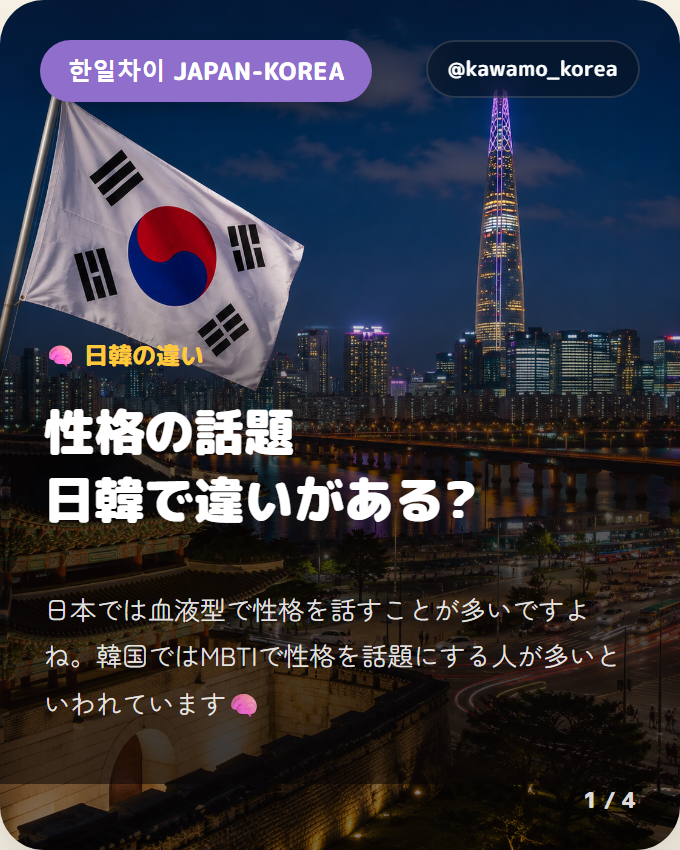 한일차이 JAPAN-KOREA
@kawamo_korea
🧠 日韓の違い
性格の話題
日韓で違いがある?
日本では血液型で性格を話すことが多いですよ
ね。韓国ではMBTIで性格を話題にする人が多いと
いわれています🧠
1 / 4